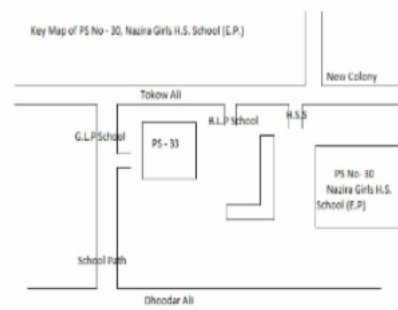 Key Map of PS No - 30, Nazira Girls H.S. School (E.P.)
New Colony
Tokow Ali
B.L.P School
H.S.S
G.L.P School
PS - 33
PS No- 30
Nazira Girls H.S.
School (E.P)
School Path
Dhoodar Ali